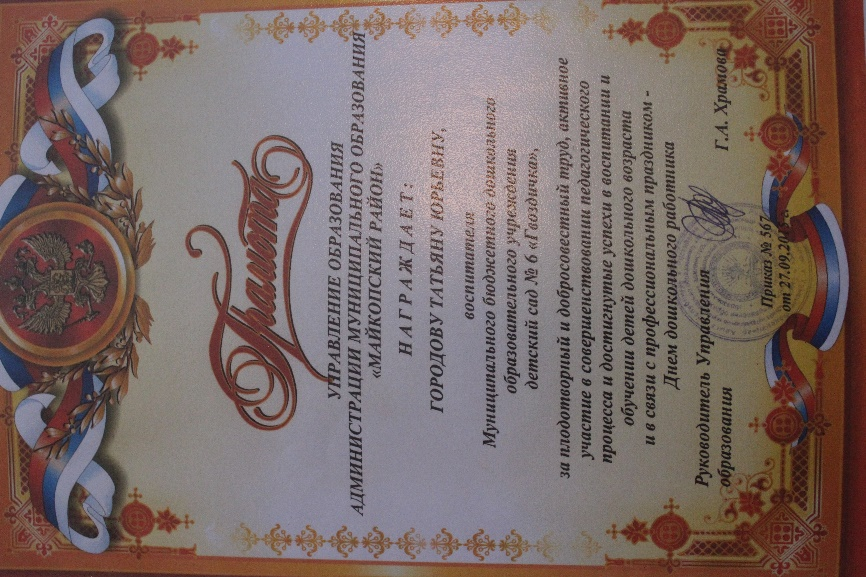 Грамота
УПРАВЛЕНИЕ ОБРАЗОВАНИЯ
АДМИНИСТРАЦИИ МУНИЦИПАЛЬНОГО ОБРАЗОВАНИЯ
«МАЙКОПСКИЙ РАЙОН»
НАГРАЖДАЕТ:
ГОРОДОВУ ТАТЬЯНУ ЮРЬЕВНУ,
воспитателя
Муниципального бюджетного дошкольного
образовательного учреждения
детский сад № 6 «Гвоздичка»,
за плодотворный и добросовестный труд, активное
участие в совершенствовании педагогического
процесса и достигнутые успехи в воспитании и
обучении детей дошкольного возраста
и в связи с профессиональным праздником -
Днем дошкольного работника
Руководитель Управления
образования Г.А. Храмова
Приказ № 567
от 27.09.